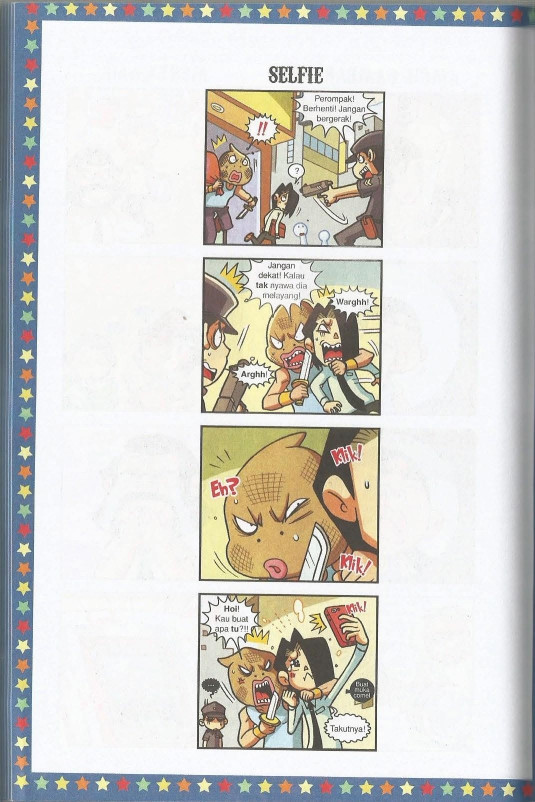 SELFIE
!!
Perompak!
Berhenti! Jangan
bergerak!
?
Jangan
dekat! Kalau
tak nyawa dia
melayang!
Warghh!
Arghh!
Eh?
Klik!
Klik!
Hoi!
Kau buat
apa tu?!!
Klik!
...
Buat
muka
comel
Takutnya!